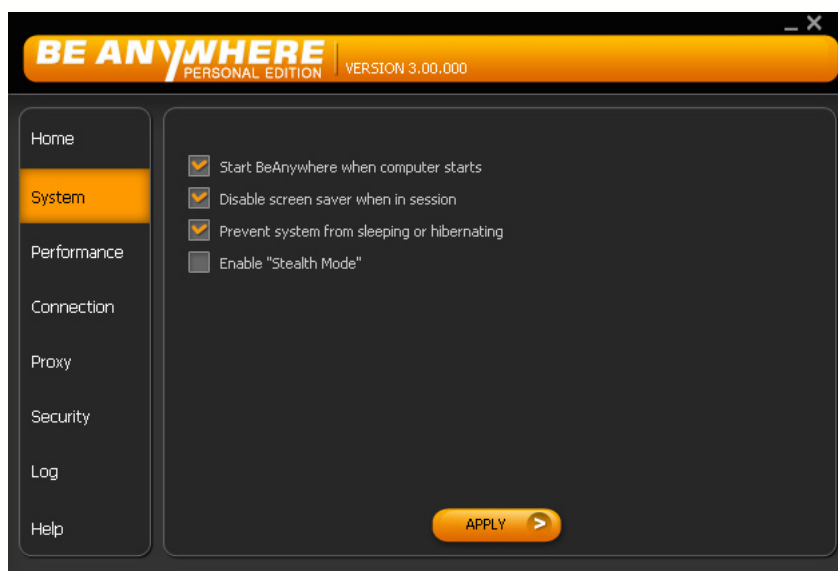 BE ANYWHERE
PERSONAL EDITION
VERSION 3.00.000
Home
System
Performance
Connection
Proxy
Security
Log
Help
Start BeAnywhere when computer starts
Disable screen saver when in session
Prevent system from sleeping or hibernating
Enable "Stealth Mode"
APPLY